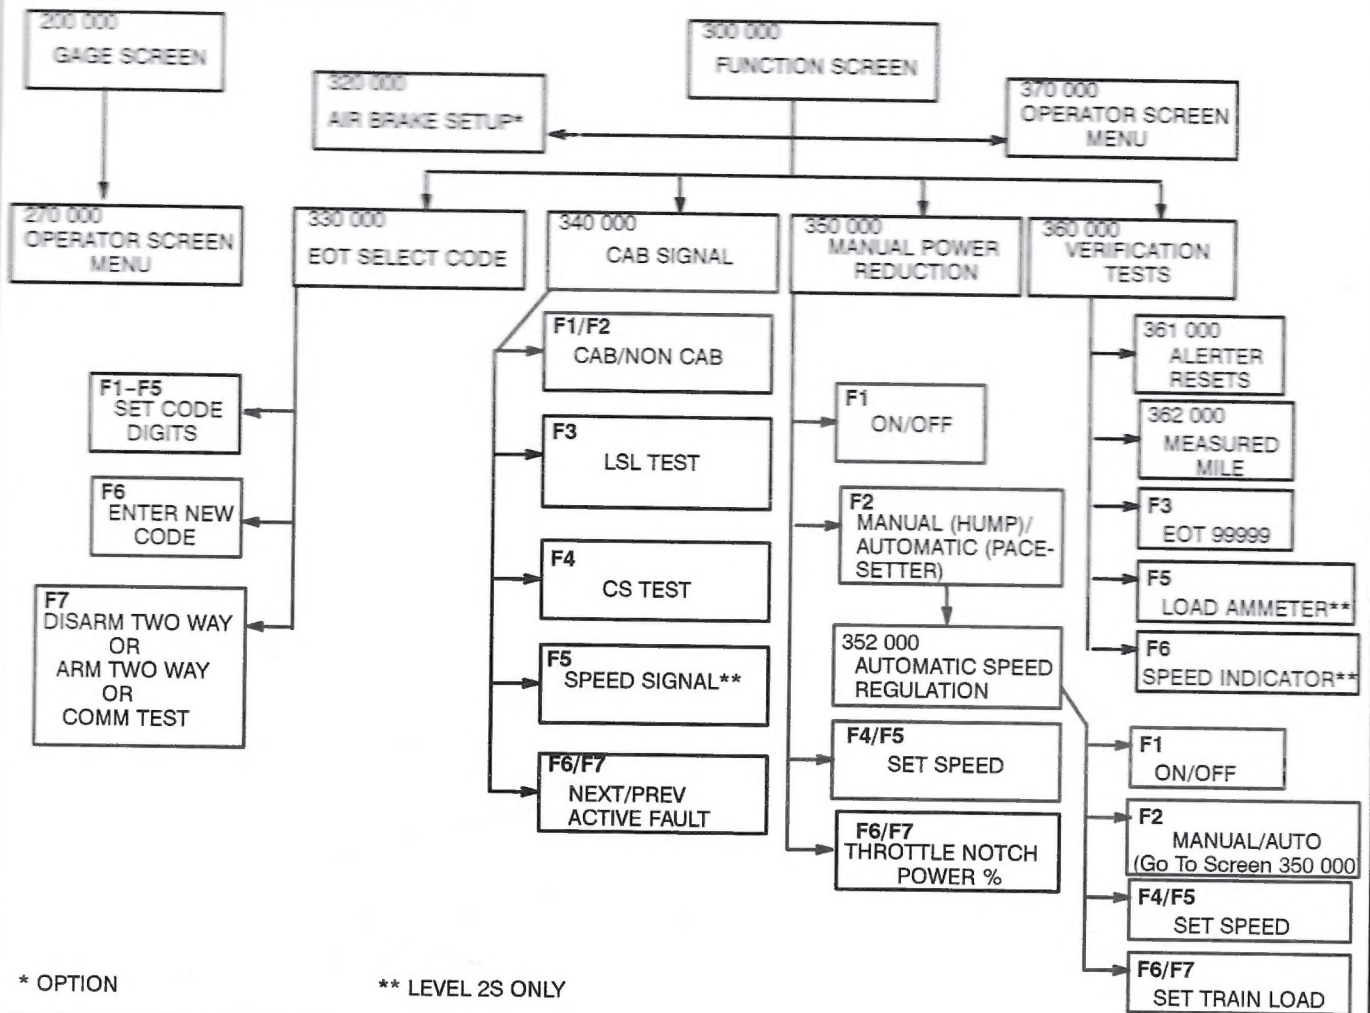 200 000
GAGE SCREEN
300 000
FUNCTION SCREEN
320 000
AIR BRAKE SETUP*
370 000
OPERATOR SCREEN
MENU
270 000
OPERATOR SCREEN
MENU
330 000
EOT SELECT CODE
340 000
CAB SIGNAL
350 000
MANUAL POWER
REDUCTION
360 000
VERIFICATION
TESTS
F1-F5
SET CODE
DIGITS
F6
ENTER NEW
CODE
F7
DISARM TWO WAY
OR
ARM TWO WAY
OR
COMM TEST
F1/F2
CAB/NON CAB
F3
LSL TEST
F4
CS TEST
F5
SPEED SIGNAL**
F6/F7
NEXT/PREV
ACTIVE FAULT
F1
ON/OFF
F2
MANUAL (HUMP)/
AUTOMATIC (PACE-
SETTER)
352 000
AUTOMATIC SPEED
REGULATION
F4/F5
SET SPEED
F6/F7
THROTTLE NOTCH
POWER %
361 000
ALERTER
RESETS
362 000
MEASURED
MILE
F3
EOT 99999
F5
LOAD AMMETER**
F6
SPEED INDICATOR**
F1
ON/OFF
F2
MANUAL/AUTO
(Go To Screen 350 000
F4/F5
SET SPEED
F6/F7
SET TRAIN LOAD
* OPTION
** LEVEL 2S ONLY